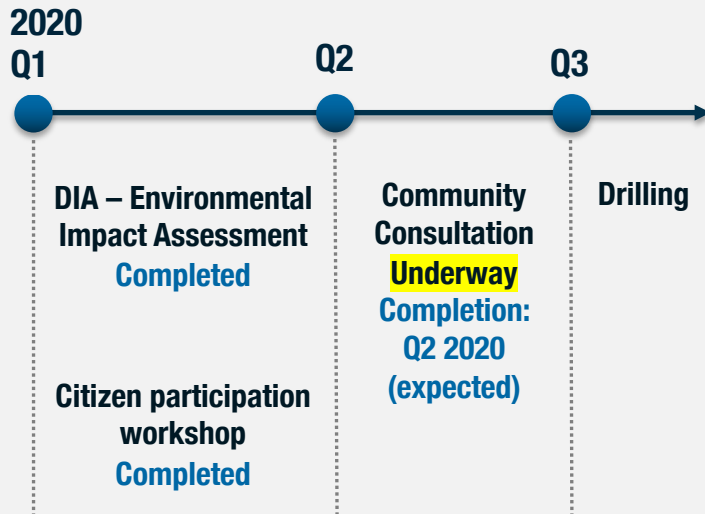 2020
Q1
Q2
Q3
DIA – Environmental
Impact Assessment
Completed
Citizen participation
workshop
Completed
Community
Consultation
Underway
Completion:
Q2 2020
(expected)
Drilling